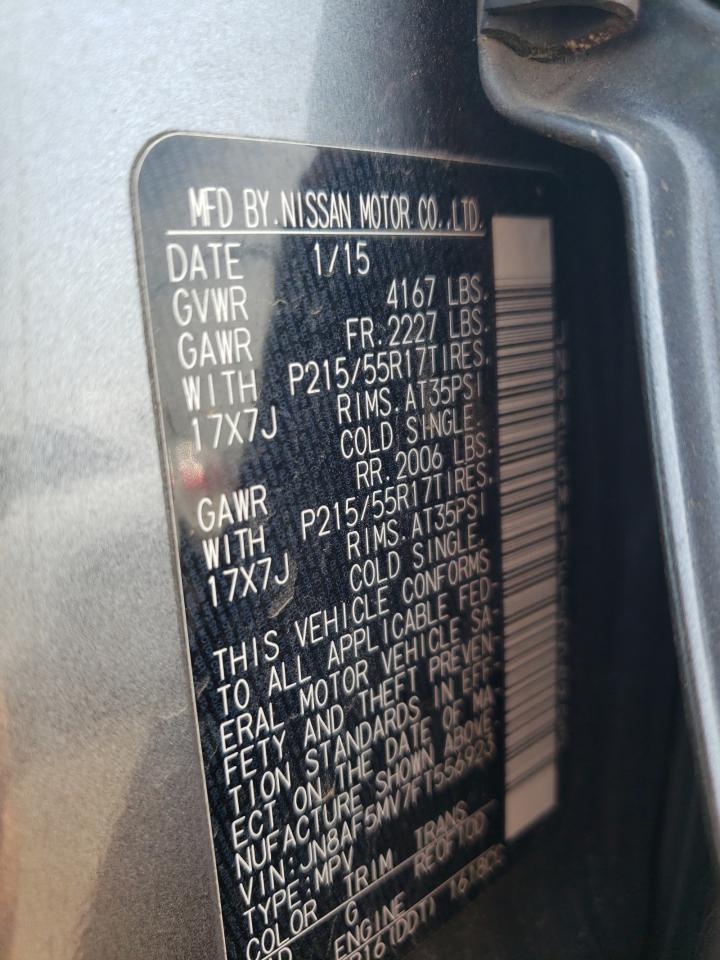 MFD BY.NISSAN MOTOR CO.,LTD.
DATE 1/15
GVWR 4167 LBS.
GAWR FR.2227 LBS.
WITH P215/55R17TIRES.
17X7J RIMS.AT35PSI
COLD SINGLE.
GAWR RR.2006 LBS.
WITH P215/55R17TIRES.
17X7J RIMS.AT35PSI
COLD SINGLE.
THIS VEHICLE CONFORMS
TO ALL APPLICABLE FED-
ERAL MOTOR VEHICLE SA-
FETY AND THEFT PREVEN-
TION STANDARDS IN EFF-
ECT ON THE DATE OF MA-
NUFACTURE SHOWN ABOVE.
VIN:JN8AF5MV7FT556923
TYPE:MPV
COLOR TRIM TRANS
G RE0F10D
ENGINE 1618CC